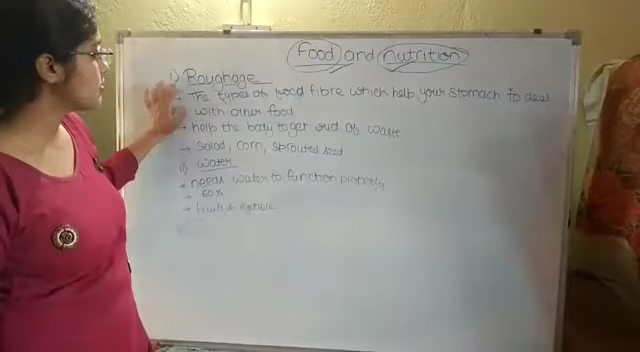 Food and nutrition
i) Roughage
→ The types of food fibre which help your stomach to deal
with other food
→ help the body to get rid of waste
→ salad, corn, sprouted seed
ii) Water
→ needs water to function properly
→ 60%
→ fruits & vegetable